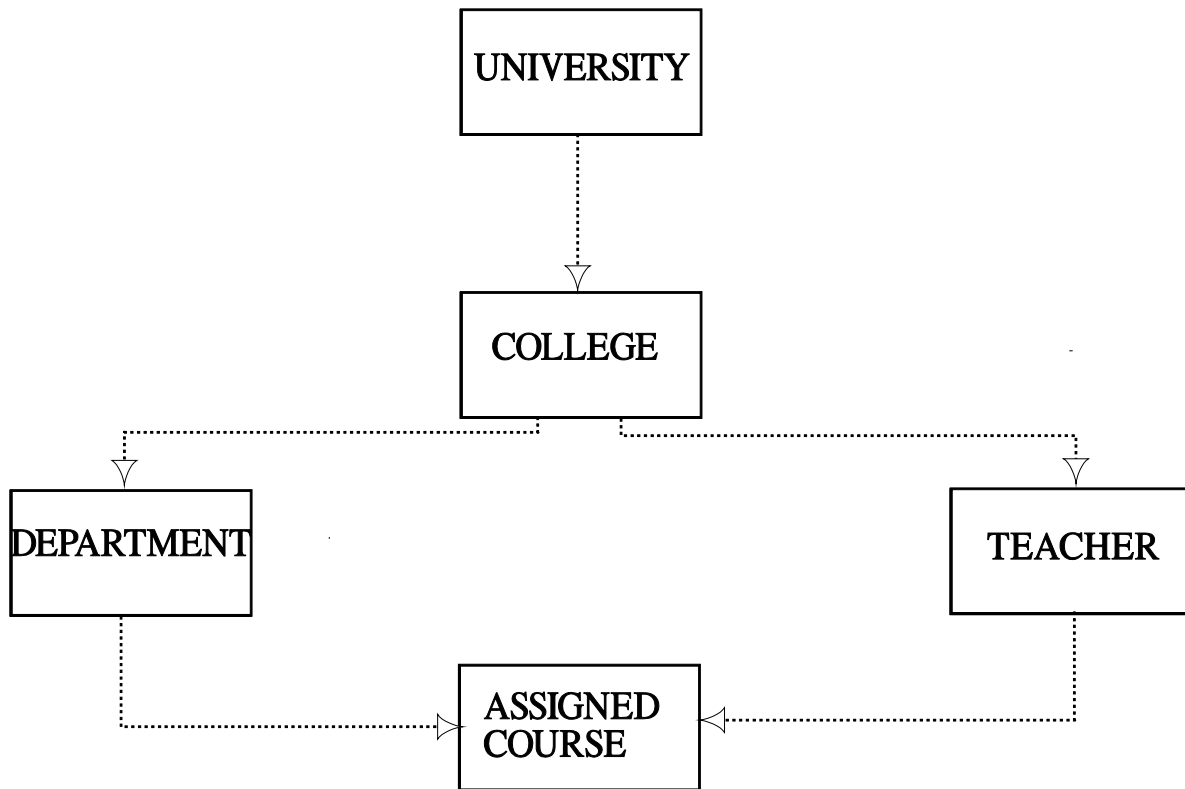 UNIVERSITY
COLLEGE
DEPARTMENT
TEACHER
ASSIGNED
COURSE